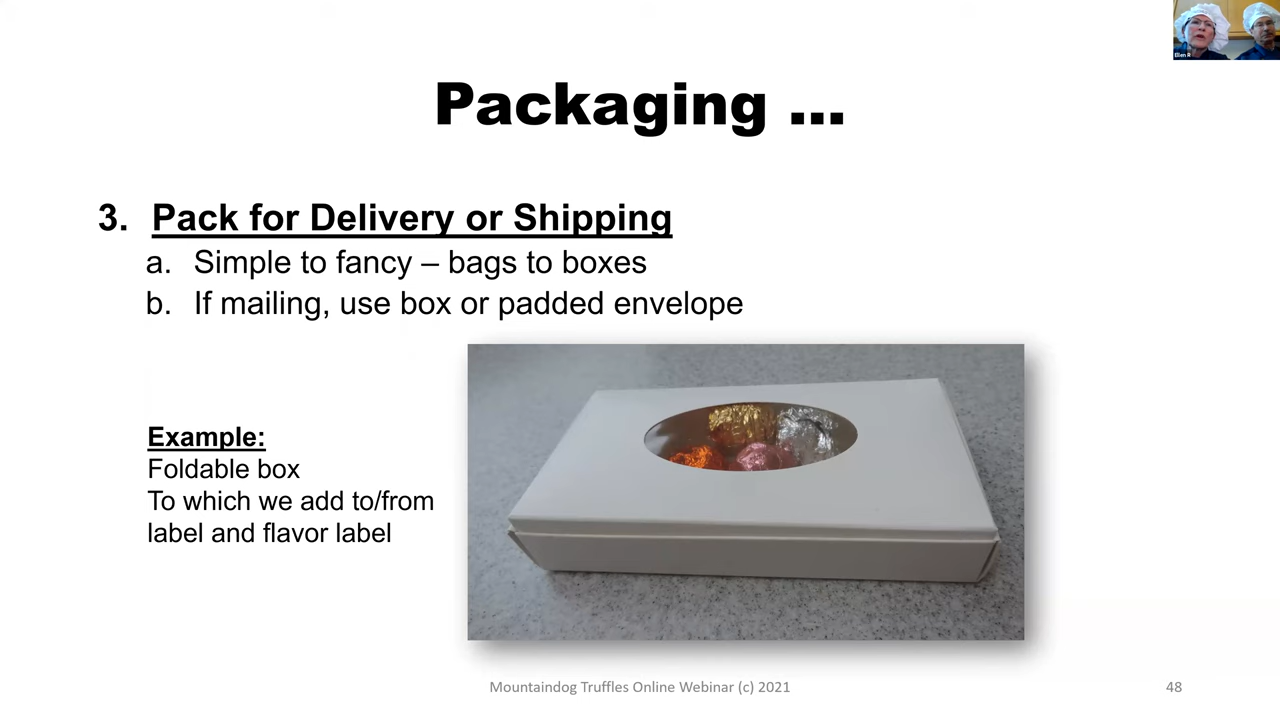 Ellen R
Packaging ...
3. Pack for Delivery or Shipping
a. Simple to fancy – bags to boxes
b. If mailing, use box or padded envelope
Example:
Foldable box
To which we add to/from
label and flavor label
Mountaindog Truffles Online Webinar (c) 2021
48